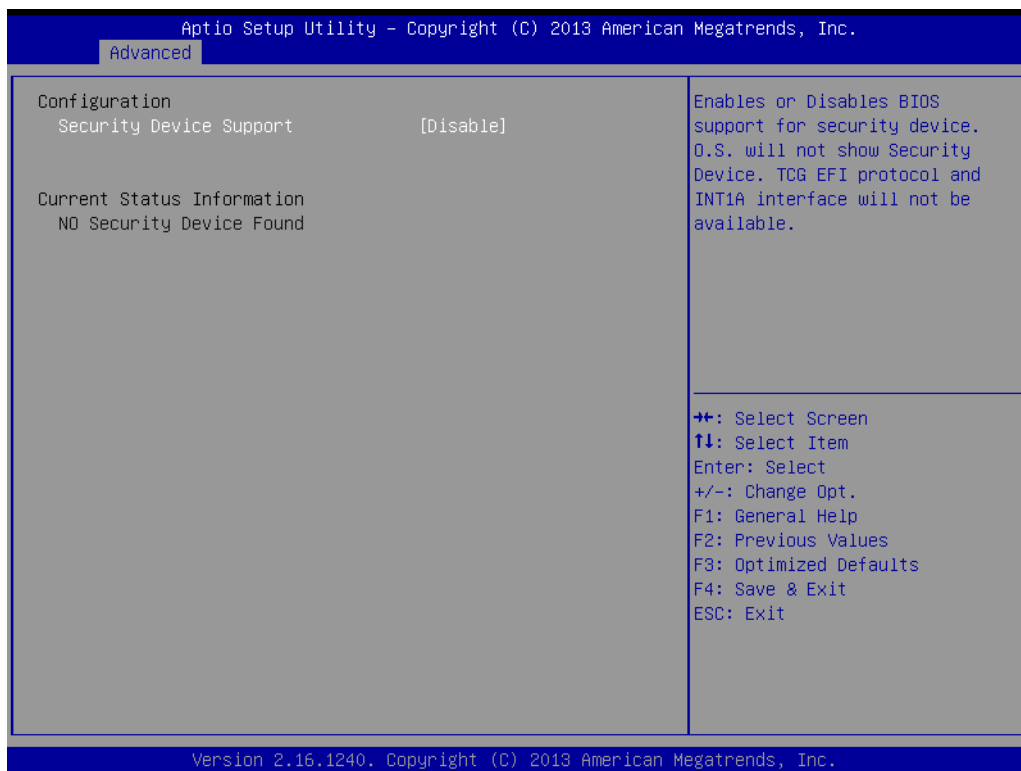 Aptio Setup Utility – Copyright (C) 2013 American Megatrends, Inc.
Advanced
Configuration
Security Device Support [Disable]
Current Status Information
NO Security Device Found
Enables or Disables BIOS
support for security device.
O.S. will not show Security
Device. TCG EFI protocol and
INT1A interface will not be
available.
→←: Select Screen
↑↓: Select Item
Enter: Select
+/-: Change Opt.
F1: General Help
F2: Previous Values
F3: Optimized Defaults
F4: Save & Exit
ESC: Exit
Version 2.16.1240. Copyright (C) 2013 American Megatrends, Inc.